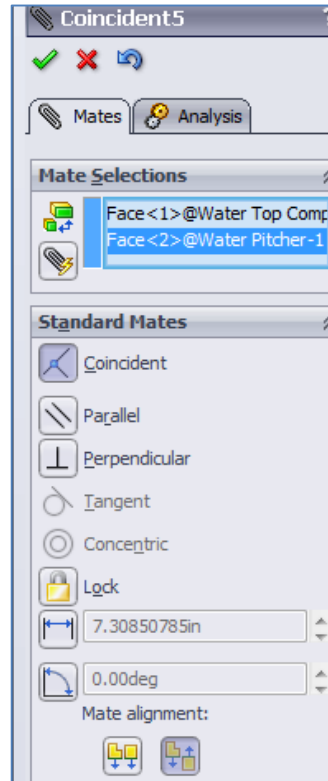 Coincident5
Mates Analysis
Mate Selections
Face<1>@Water Top Comp
Face<2>@Water Pitcher-1
Standard Mates
Coincident
Parallel
Perpendicular
Tangent
Concentric
Lock
7.30850785in
0.00deg
Mate alignment: